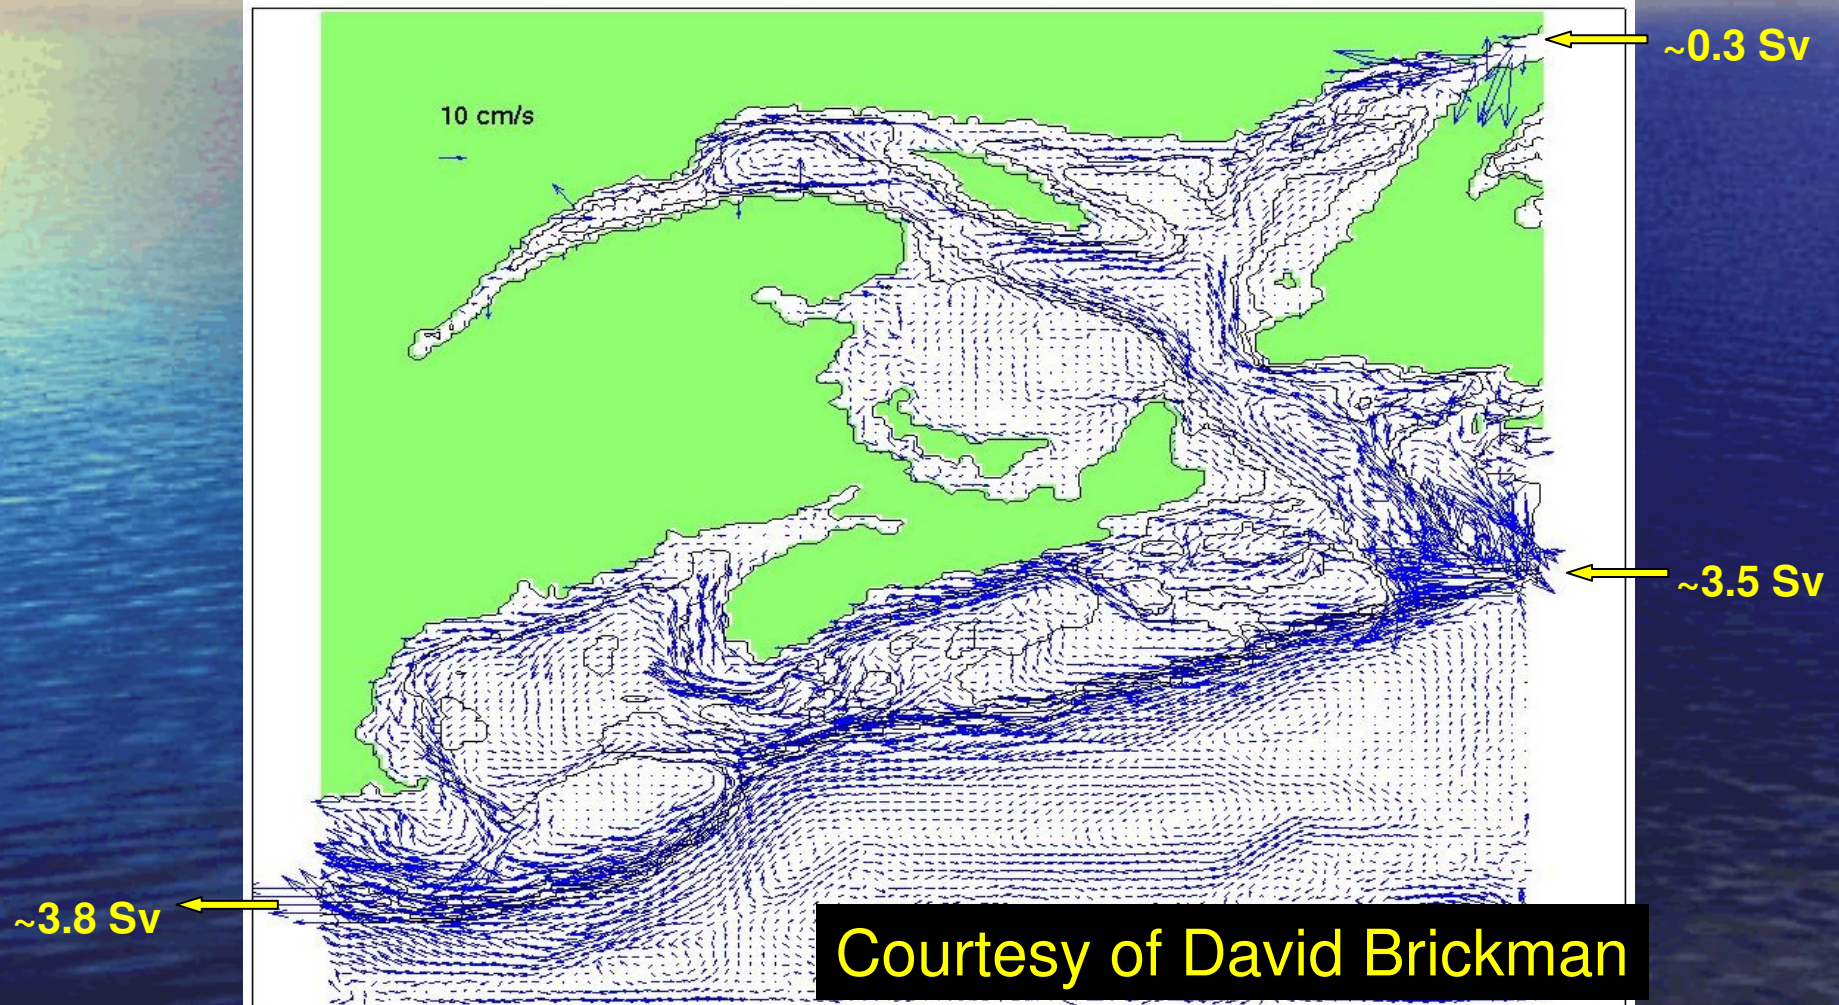 ~0.3 Sv
10 cm/s
~3.5 Sv
~3.8 Sv
Courtesy of David Brickman